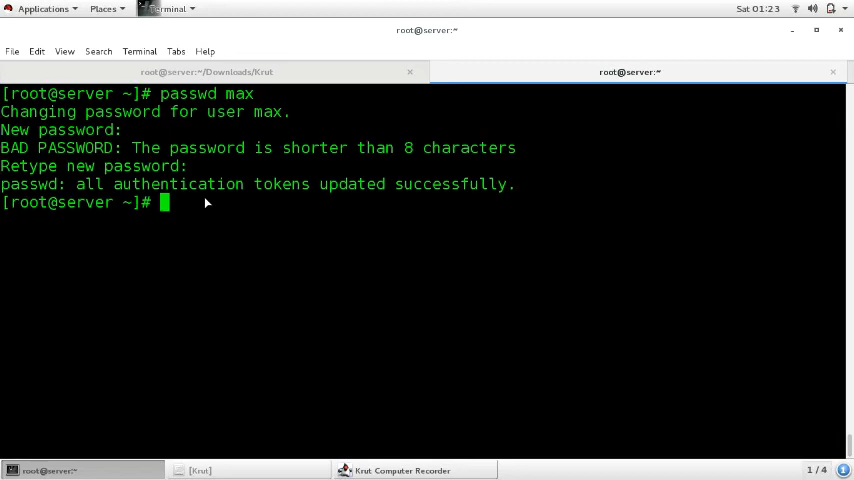 Applications Places Terminal Sat 01:23
root@server:~
File Edit View Search Terminal Tabs Help
root@server:~/Downloads/Krut root@server:~
[root@server ~]# passwd max
Changing password for user max.
New password:
BAD PASSWORD: The password is shorter than 8 characters
Retype new password:
passwd: all authentication tokens updated successfully.
[root@server ~]#
root@server:~ [Krut] Krut Computer Recorder 1 / 4 1